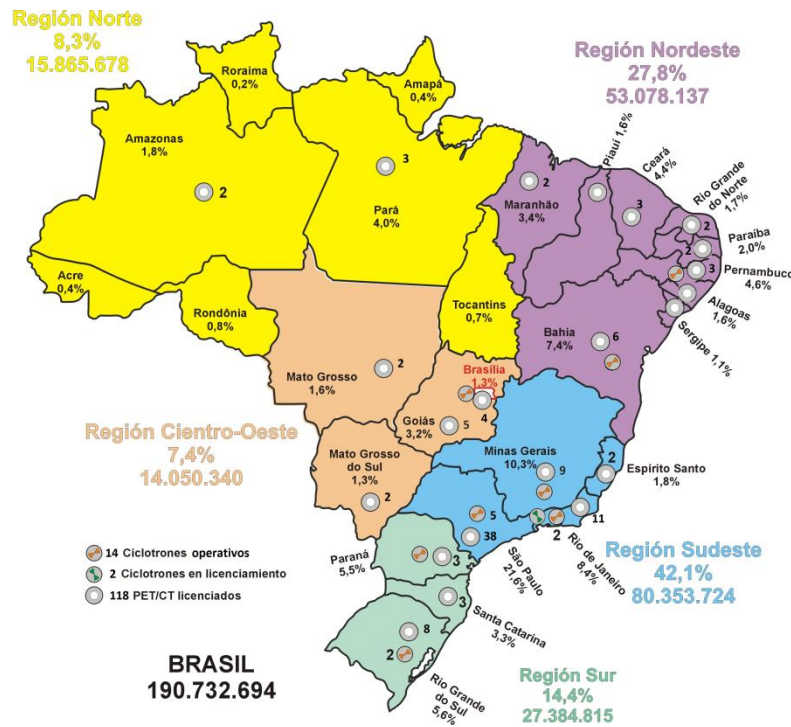 Región Norte
8,3%
15.865.678
Roraima
0,2%
Amapá
0,4%
Amazonas
1,8%
2
3
Pará
4,0%
Acre
0,4%
Rondônia
0,8%
Tocantins
0,7%
Región Nordeste
27,8%
53.078.137
Piauí 1,6%
Ceará
4,4%
Rio Grande
do Norte
1,7%
Paraiba
2,0%
Pernambuco
4,6%
Alagoas
1,6%
Sergipe 1,1%
2
Maranhão
3,4%
3
2
2
3
Bahia
7,4%
6
Mato Grosso
1,6%
2
Brasília
1,3%
4
Goiás
3,2%
5
Región Cientro-Oeste
7,4%
14.050.340
Mato Grosso
do Sul
1,3%
2
Minas Gerais
10,3%
9
2
Espírito Santo
1,8%
5
38
São Paulo
21,6%
2
11
Rio de Janeiro
8,4%
Región Sudeste
42,1%
80.353.724
14 Ciclotrones operativos
2 Ciclotrones en licenciamiento
118 PET/CT licenciados
Paraná
5,5%
3
3
Santa Catarina
3,3%
8
2
Rio Grande
do Sul
5,6%
BRASIL
190.732.694
Región Sur
14,4%
27.384.815